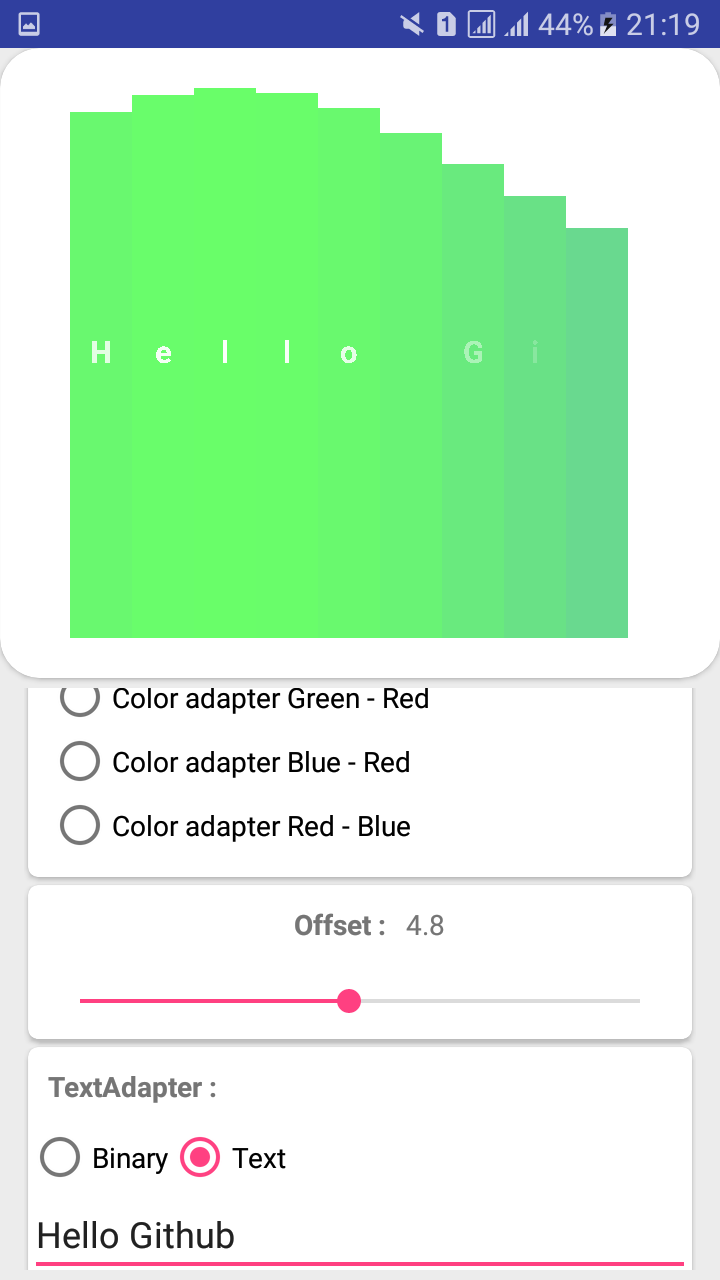 1 44% 21:19
H e l l o G i
Color adapter Green - Red
Color adapter Blue - Red
Color adapter Red - Blue
Offset : 4.8
TextAdapter :
Binary Text
Hello Github